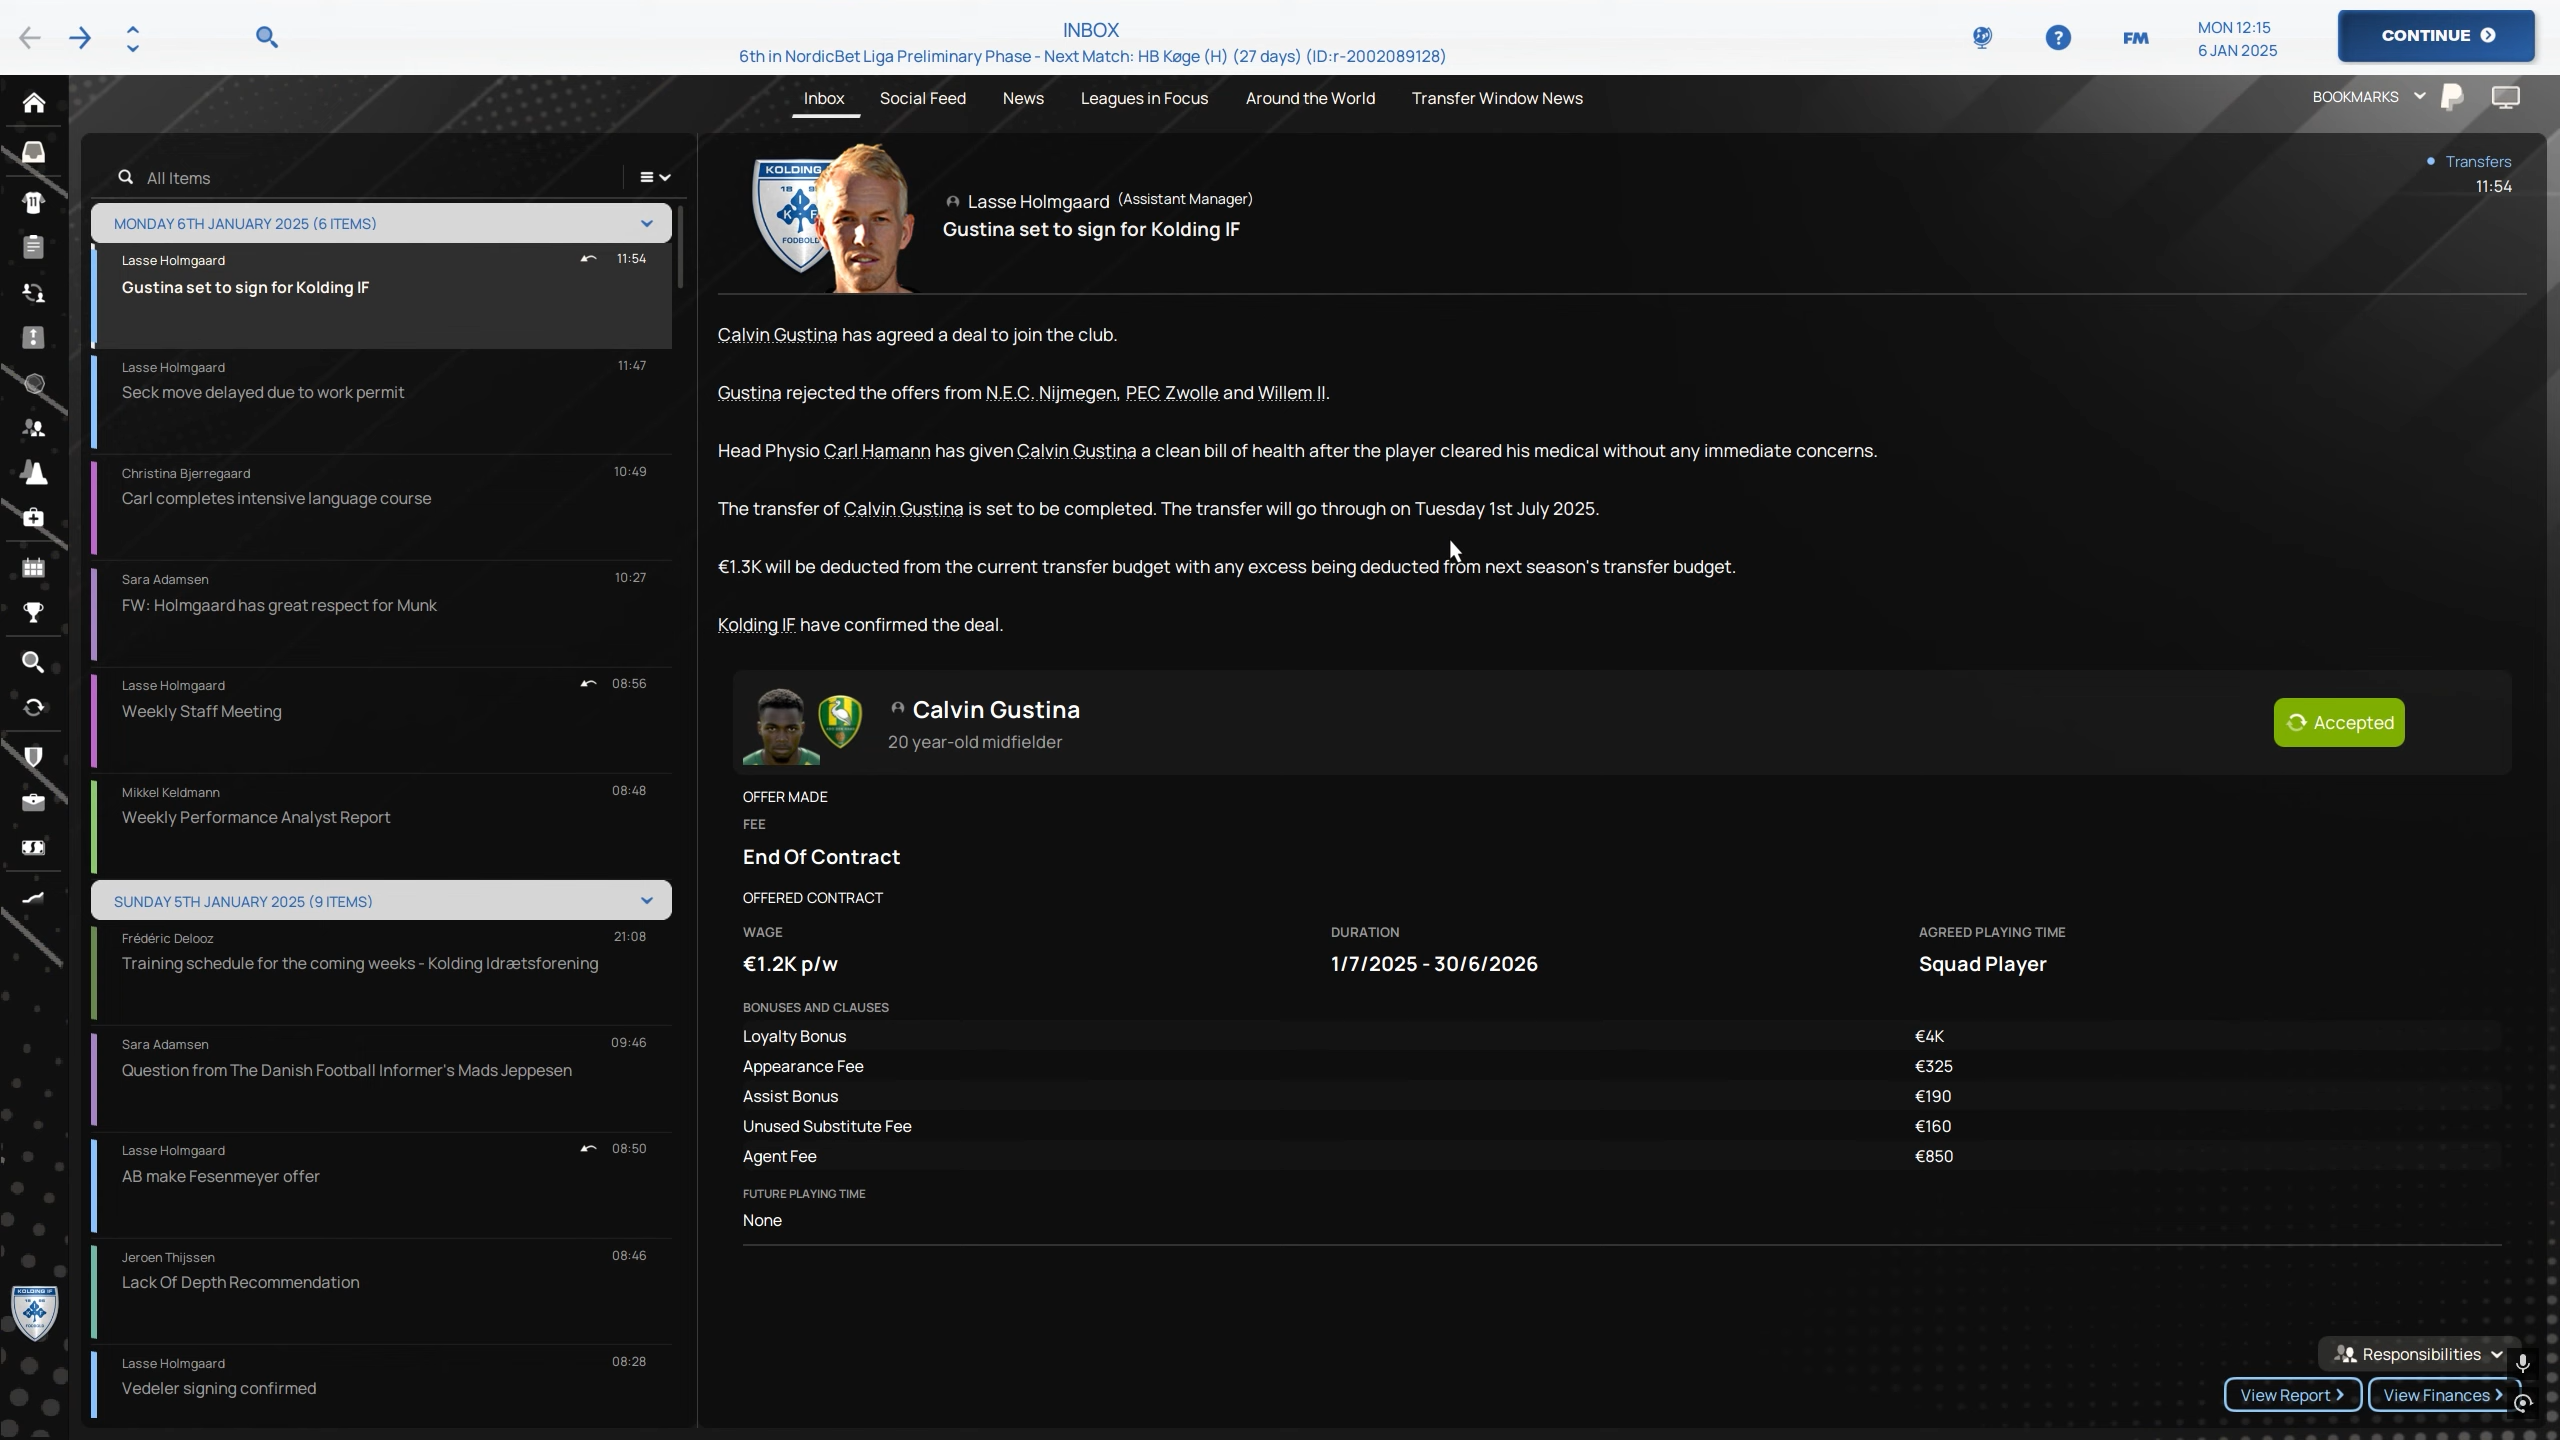 INBOX
6th in NordicBet Liga Preliminary Phase - Next Match: HB Køge (H) (27 days) (ID:r-2002089128)
?
FM
MON 12:15
6 JAN 2025
CONTINUE
Inbox
Social Feed
News
Leagues in Focus
Around the World
Transfer Window News
BOOKMARKS
All Items
MONDAY 6TH JANUARY 2025 (6 ITEMS)
Lasse Holmgaard
11:54
Gustina set to sign for Kolding IF
Lasse Holmgaard
11:47
Seck move delayed due to work permit
Christina Bjerregaard
10:49
Carl completes intensive language course
Sara Adamsen
10:27
FW: Holmgaard has great respect for Munk
Lasse Holmgaard
08:56
Weekly Staff Meeting
Mikkel Keldmann
08:48
Weekly Performance Analyst Report
SUNDAY 5TH JANUARY 2025 (9 ITEMS)
Frédéric Delooz
21:08
Training schedule for the coming weeks - Kolding Idrætsforening
Sara Adamsen
09:46
Question from The Danish Football Informer's Mads Jeppesen
Lasse Holmgaard
08:50
AB make Fesenmeyer offer
Jeroen Thijssen
08:46
Lack Of Depth Recommendation
Lasse Holmgaard
08:28
Vedeler signing confirmed
KOLDING
FODBOLD
Lasse Holmgaard (Assistant Manager)
Gustina set to sign for Kolding IF
Transfers
11:54
Calvin Gustina has agreed a deal to join the club.
Gustina rejected the offers from N.E.C. Nijmegen, PEC Zwolle and Willem II.
Head Physio Carl Hamann has given Calvin Gustina a clean bill of health after the player cleared his medical without any immediate concerns.
The transfer of Calvin Gustina is set to be completed. The transfer will go through on Tuesday 1st July 2025.
€1.3K will be deducted from the current transfer budget with any excess being deducted from next season's transfer budget.
Kolding IF have confirmed the deal.
Calvin Gustina
20 year-old midfielder
Accepted
OFFER MADE
FEE
End Of Contract
OFFERED CONTRACT
WAGE
€1.2K p/w
DURATION
1/7/2025 - 30/6/2026
AGREED PLAYING TIME
Squad Player
BONUSES AND CLAUSES
Loyalty Bonus €4K
Appearance Fee €325
Assist Bonus €190
Unused Substitute Fee €160
Agent Fee €850
FUTURE PLAYING TIME
None
Responsibilities
View Report
View Finances
KOLDING IF